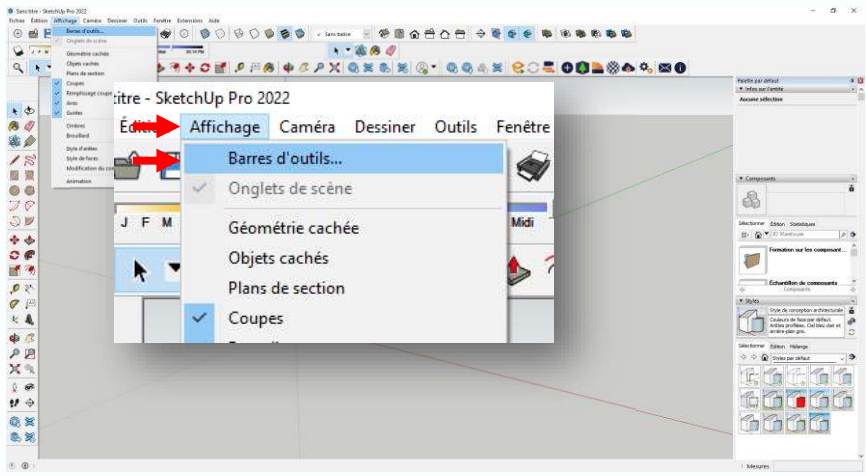 Sans titre - SketchUp Pro 2022
Fichier Édition Affichage Caméra Dessiner Outils Fenêtre Extensions Aide
Barres d'outils...
Onglets de scène
Géométrie cachée
Objets cachés
Plans de section
Coupes
Remplissage coupe
Axes
Guides
Ombres
Brouillard
Style d'arêtes
Style de faces
Modification du com
Animation
Sans balise
titre - SketchUp Pro 2022
Éditio Affichage Caméra Dessiner Outils Fenêtre
Barres d'outils...
Onglets de scène
J F M Midi
Géométrie cachée
Objets cachés
Plans de section
Coupes
Palette par défaut
Infos sur l'entité
Aucune sélection
Composants
Sélectionner Édition Statistiques
3D Warehouse
Formation sur les composant...
Échantillon de composants
Composants
Styles
Style de conception architecturale
Couleurs de face par défaut.
Arêtes profilées. Ciel bleu clair et
arrière-plan gris.
Sélectionner Édition Mélange
Styles par défaut
Mesures